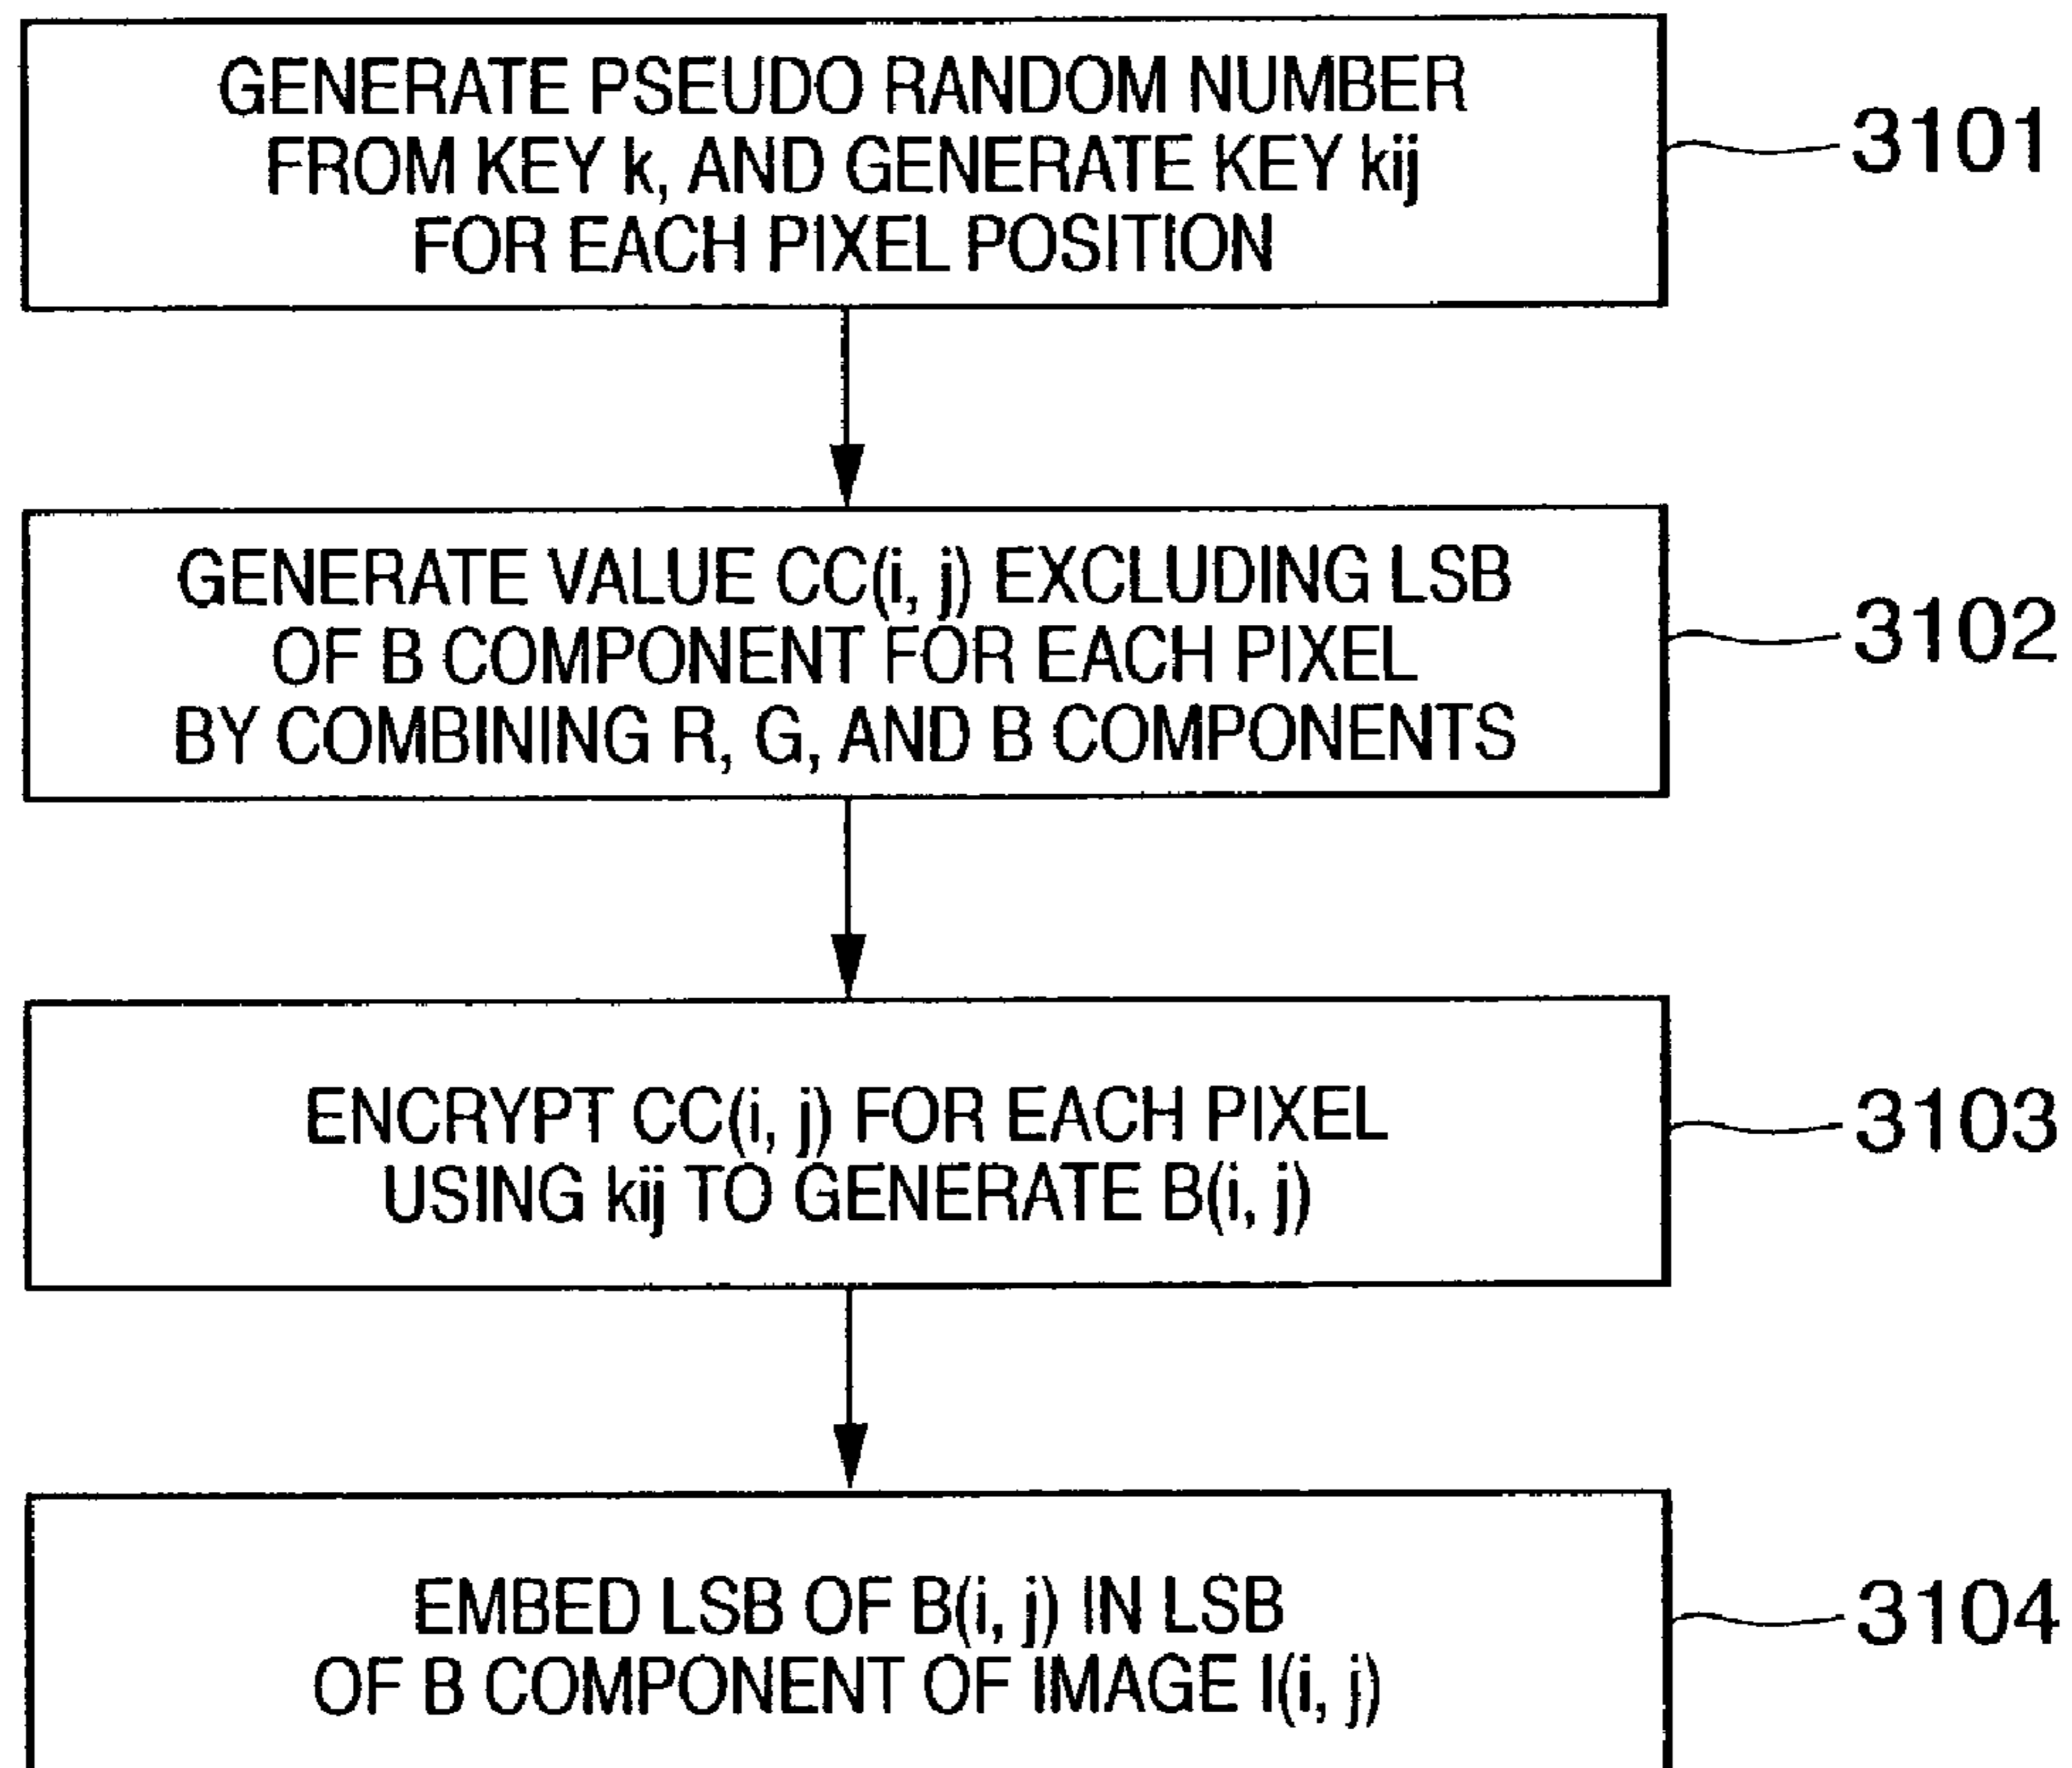 GENERATE PSEUDO RANDOM NUMBER
FROM KEY k, AND GENERATE KEY kij
FOR EACH PIXEL POSITION
3101
GENERATE VALUE CC(i, j) EXCLUDING LSB
OF B COMPONENT FOR EACH PIXEL
BY COMBINING R, G, AND B COMPONENTS
3102
ENCRYPT CC(i, j) FOR EACH PIXEL
USING kij TO GENERATE B(i, j)
3103
EMBED LSB OF B(i, j) IN LSB
OF B COMPONENT OF IMAGE I(i, j)
3104